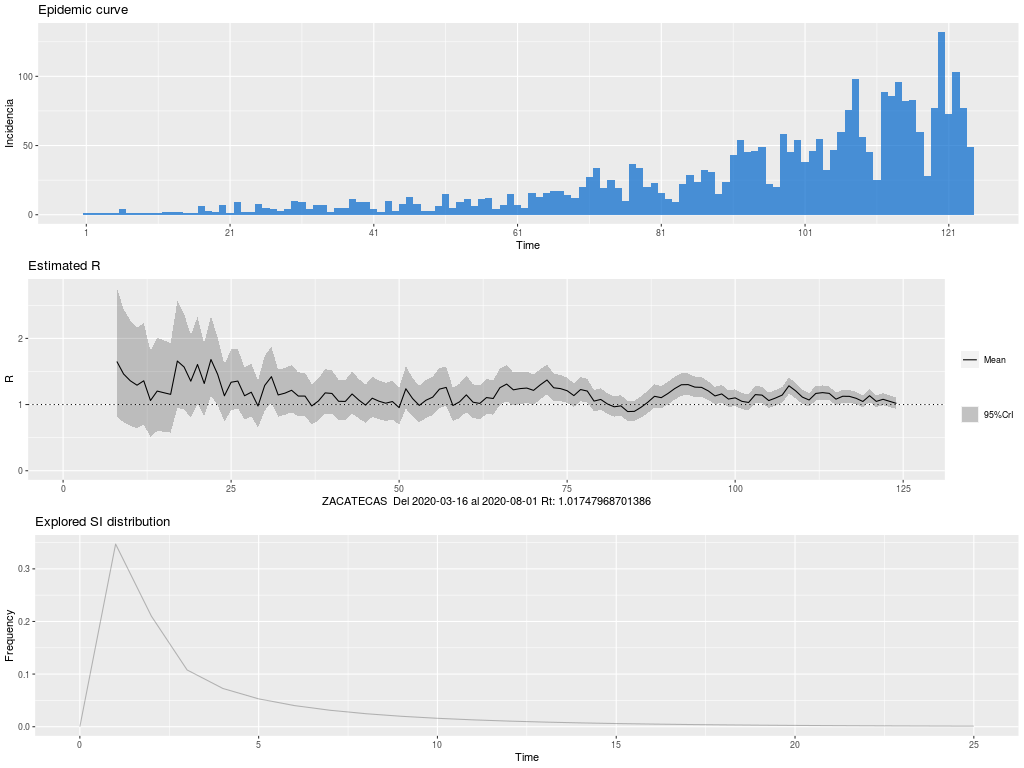 Epidemic curve
Incidencia
100
50
0
1 21 41 61 81 101 121
Time
Estimated R
R
2
1
0
Mean
95%CrI
0 25 50 75 100 125
ZACATECAS Del 2020-03-16 al 2020-08-01 Rt: 1.01747968701386
Explored SI distribution
Frequency
0.3
0.2
0.1
0.0
0 5 10 15 20 25
Time